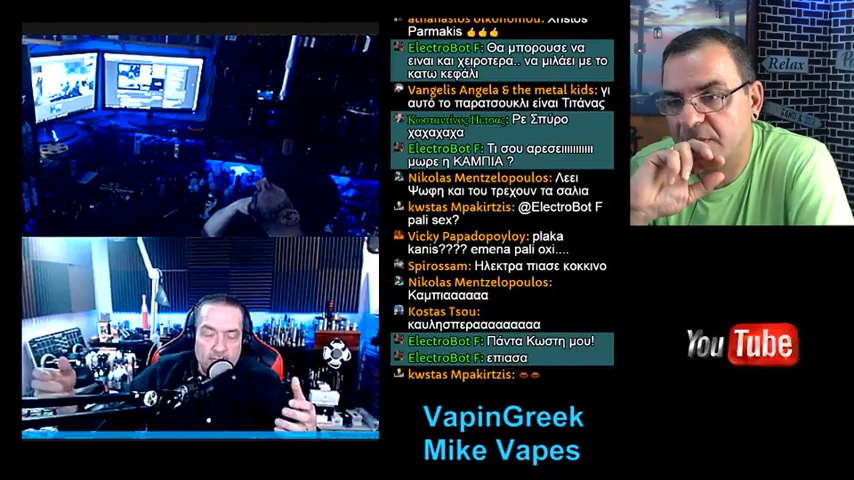 athanasios oikonomou: Xristos
Parmakis 👍👍👍
ElectroBot F: Θα μπορουσε να
ειναι και χειροτερα.. να μιλάει με το
κατω κεφάλι
Vangelis Angela & the metal kids: γι
αυτό το παρατσουκλι είναι Τιτάνας
Κωσταντίνος Πετσας: Ρε Σπύρο
χαχαχαχα
ElectroBot F: Τι σου αρεσειιιιιιιιιιι
μωρε η ΚΑΜΠΙΑ ?
Nikolas Mentzelopoulos: Λεει
Ψωφη και του τρεχουν τα σαλια
kwstas Mpakirtzis: @ElectroBot F
pali sex?
Vicky Papadopoyloy: plaka
kanis???? emena pali oxi....
Spirossam: Ηλεκτρα πιασε κοκκινο
Nikolas Mentzelopoulos:
Καμπιαααααα
Kostas Tsou:
καυλησπεραααααααααα
ElectroBot F: Πάντα Κωστη μου!
ElectroBot F: επιασα
kwstas Mpakirtzis: 👄👄
VapinGreek
Mike Vapes
Relax
YouTube